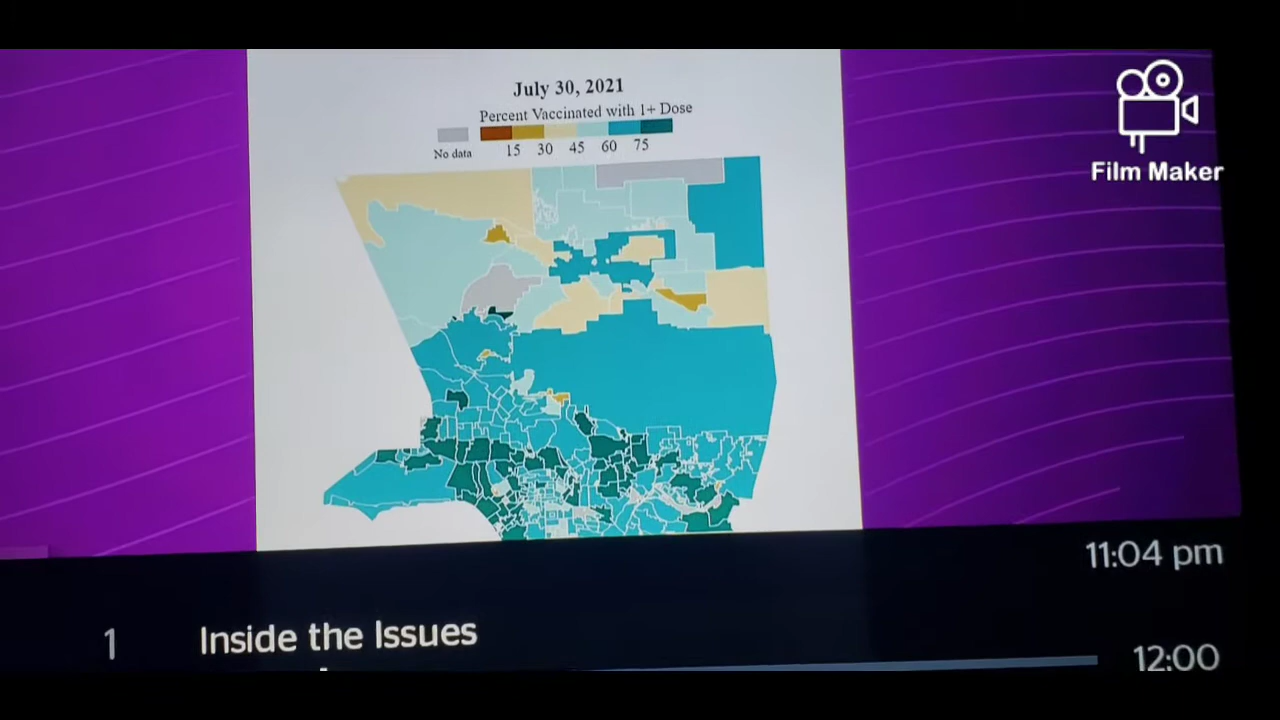 July 30, 2021
Percent Vaccinated with 1+ Dose
No data
15 30 45 60 75
Film Maker
11:04 pm
1 Inside the Issues
12:00